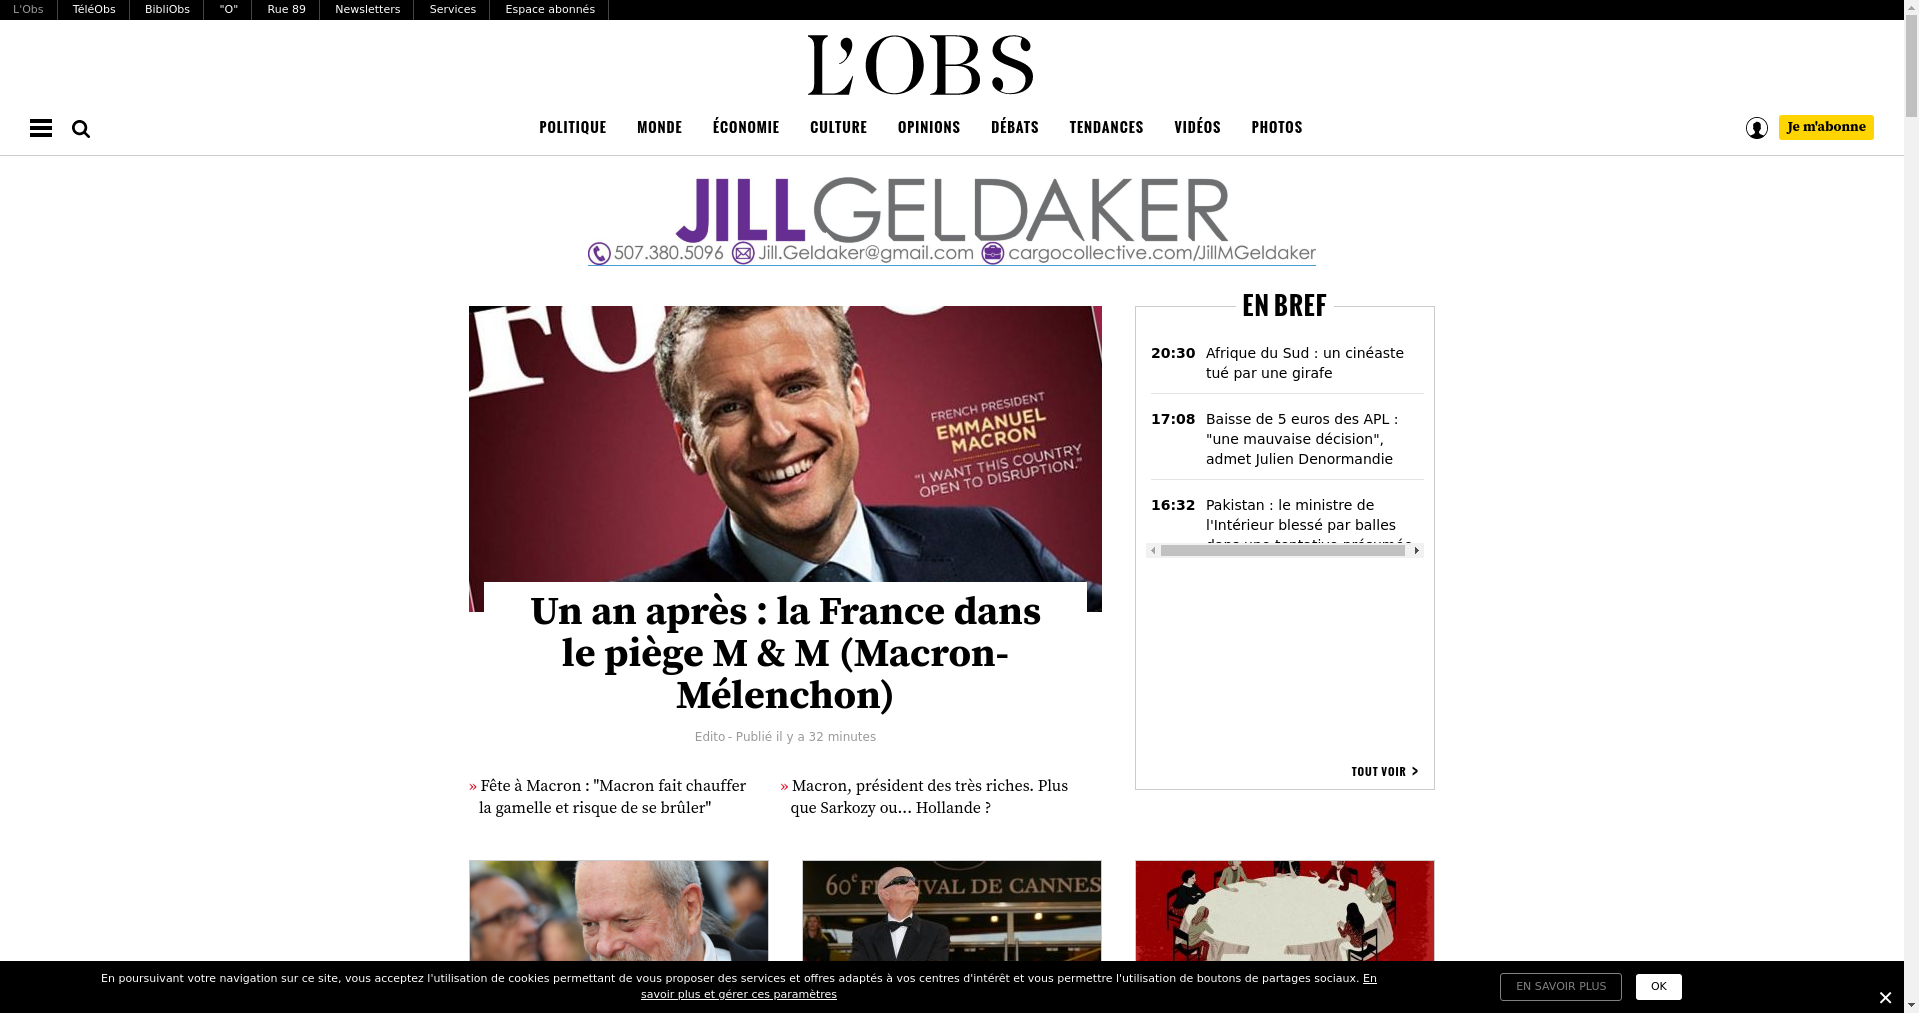 L'Obs TéléObs BibliObs "O" Rue 89 Newsletters Services Espace abonnés
L'OBS
POLITIQUE MONDE ÉCONOMIE CULTURE OPINIONS DÉBATS TENDANCES VIDÉOS PHOTOS
Je m'abonne
JILLGELDAKER
507.380.5096 Jill.Geldaker@gmail.com cargocollective.com/JillMGeldaker
FRENCH PRESIDENT
EMMANUEL
MACRON
"I WANT THIS COUNTRY
OPEN TO DISRUPTION."
Un an après : la France dans
le piège M & M (Macron-
Mélenchon)
Edito - Publié il y a 32 minutes
» Fête à Macron : "Macron fait chauffer
la gamelle et risque de se brûler"
» Macron, président des très riches. Plus
que Sarkozy ou... Hollande ?
EN BREF
20:30 Afrique du Sud : un cinéaste
tué par une girafe
17:08 Baisse de 5 euros des APL :
"une mauvaise décision",
admet Julien Denormandie
16:32 Pakistan : le ministre de
l'Intérieur blessé par balles
dans une tentative présumée
TOUT VOIR >
60e FESTIVAL DE CANNES
En poursuivant votre navigation sur ce site, vous acceptez l'utilisation de cookies permettant de vous proposer des services et offres adaptés à vos centres d'intérêt et vous permettre l'utilisation de boutons de partages sociaux. En
savoir plus et gérer ces paramètres
EN SAVOIR PLUS OK